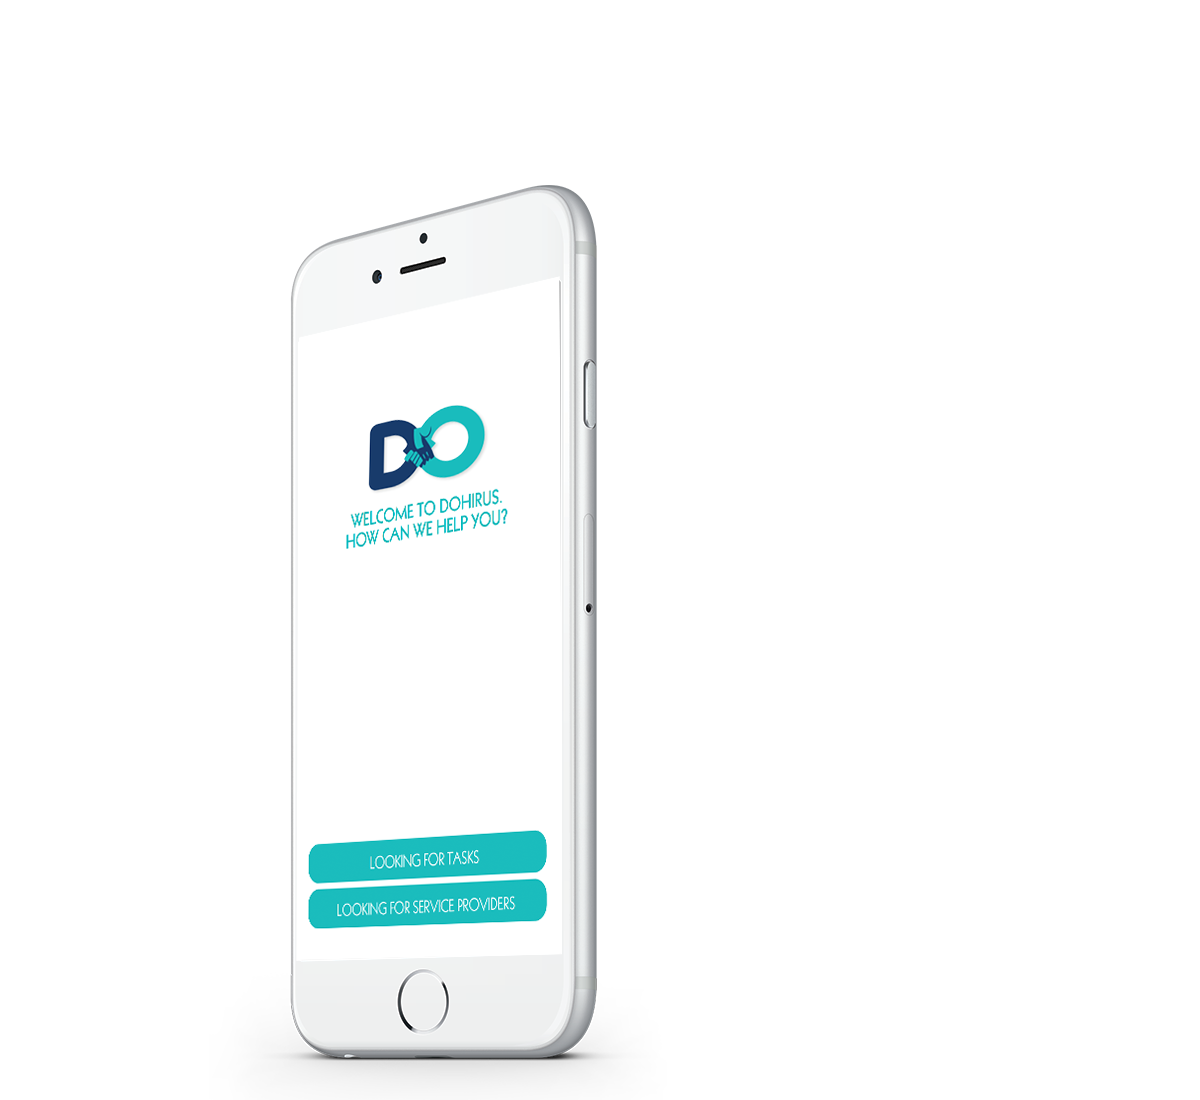 DO
WELCOME TO DOHIRUS.
HOW CAN WE HELP YOU?
LOOKING FOR TASKS
LOOKING FOR SERVICE PROVIDERS